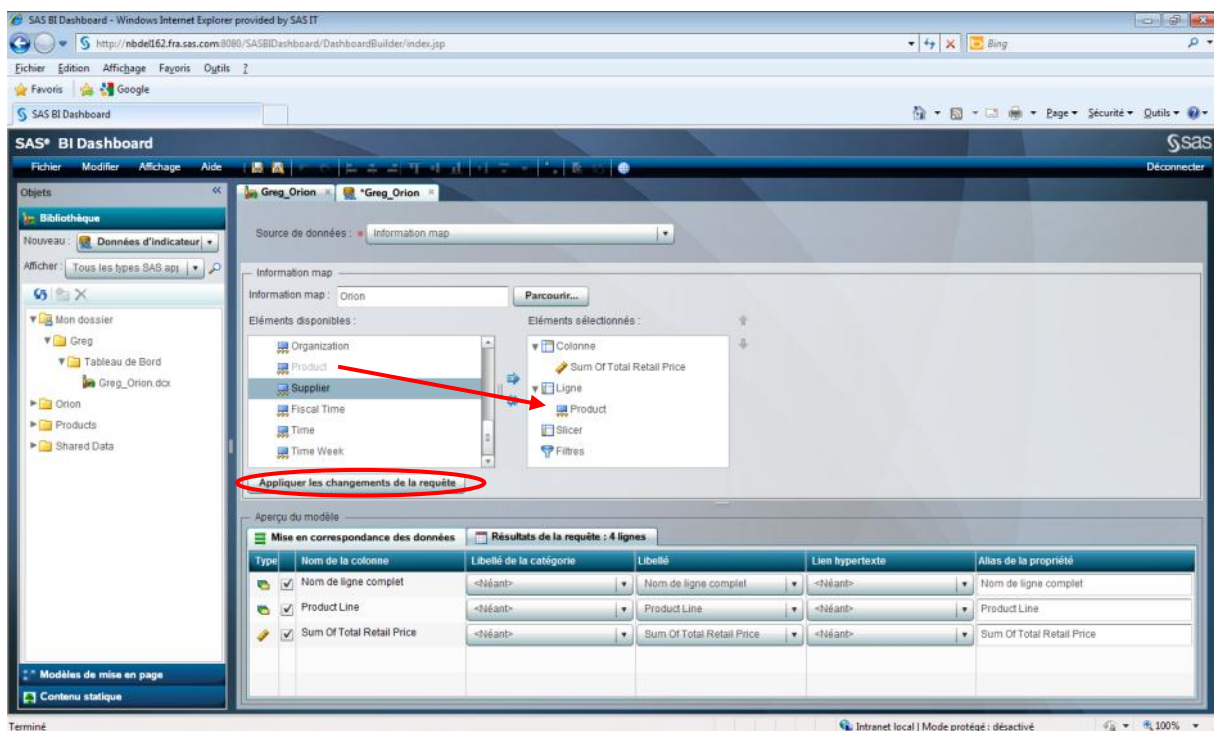 SAS BI Dashboard - Windows Internet Explorer provided by SAS IT
http://nbdel162.fra.sas.com:8080/SASBIDashboard/DashboardBuilder/index.jsp
Bing
Fichier Edition Affichage Favoris Outils ?
Favoris Google
SAS BI Dashboard
Page Sécurité Outils
SAS® BI Dashboard
sas
Fichier Modifier Affichage Aide
Déconnecter
Objets
Greg_Orion
*Greg_Orion
Bibliothèque
Nouveau : Données d'indicateur
Afficher : Tous les types SAS app
Mon dossier
Greg
Tableau de Bord
Greg_Orion.dcx
Orion
Products
Shared Data
Modèles de mise en page
Contenu statique
Source de données : * Information map
Information map
Information map : Orion
Parcourir...
Eléments disponibles :
Organization
Product
Supplier
Fiscal Time
Time
Time Week
Eléments sélectionnés :
Colonne
Sum Of Total Retail Price
Ligne
Product
Slicer
Filtres
Appliquer les changements de la requête
Aperçu du modèle
Mise en correspondance des données
Résultats de la requête : 4 lignes
Type Nom de la colonne Libellé de la catégorie Libellé Lien hypertexte Alias de la propriété
Nom de ligne complet <Néant> Nom de ligne complet <Néant> Nom de ligne complet
Product Line <Néant> Product Line <Néant> Product Line
Sum Of Total Retail Price <Néant> Sum Of Total Retail Price <Néant> Sum Of Total Retail Price
Terminé
Intranet local | Mode protégé : désactivé
100%